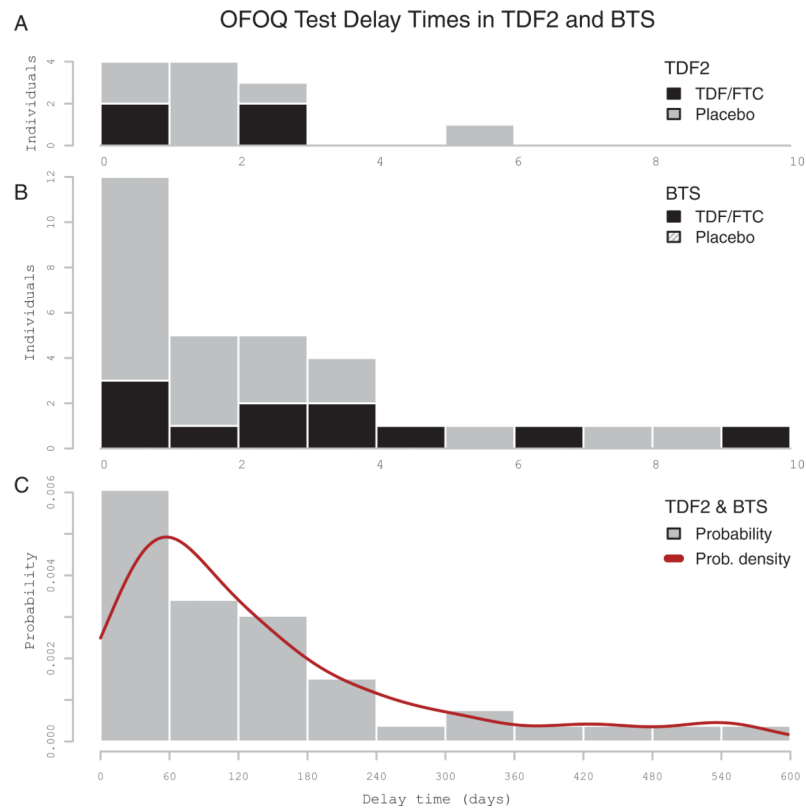 OFOQ Test Delay Times in TDF2 and BTS
A
Individuals
0 2 4
TDF2
TDF/FTC
Placebo
0 2 4 6 8 10
B
Individuals
0 2 4 6 8 10 12
BTS
TDF/FTC
Placebo
0 2 4 6 8 10
C
Probability
0.000 0.002 0.004 0.006
TDF2 & BTS
Probability
Prob. density
0 60 120 180 240 300 360 420 480 540 600
Delay time (days)